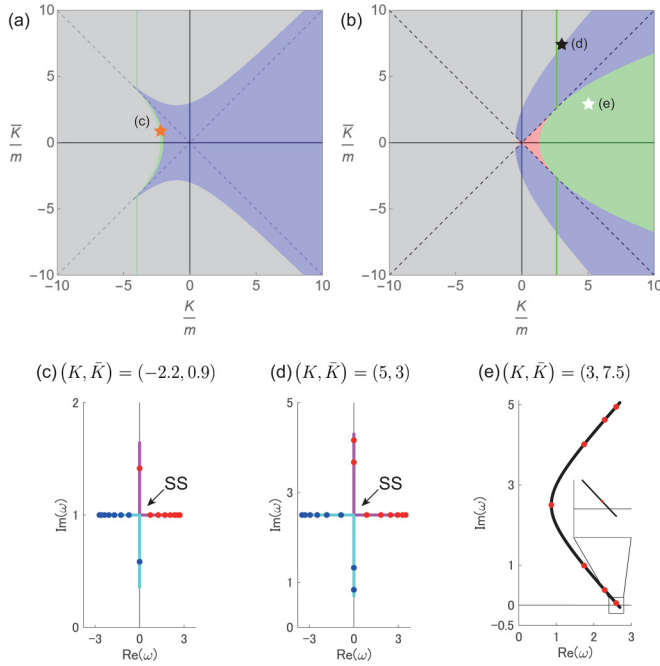 (a)
(b)
10
5
0
-5
-10
K̄
m
(c)
-10
-5
0
5
10
K
m
10
5
0
-5
-10
K̄
m
(d)
(e)
-10
-5
0
5
10
K
m
(c) (K, K̄) = (−2.2, 0.9)
(d) (K, K̄) = (5, 3)
(e) (K, K̄) = (3, 7.5)
2
1
0
Im(ω)
SS
-3
0
3
Re(ω)
5
3
1
0
Im(ω)
SS
-3
0
3
Re(ω)
5
3
1
0
-0.5
Im(ω)
0
1
2
3
Re(ω)